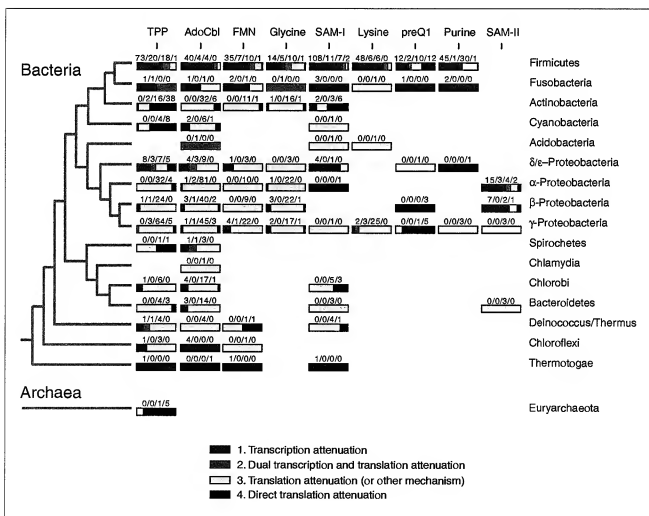 TPP AdoCbl FMN Glycine SAM-I Lysine preQ1 Purine SAM-II
Bacteria
73/20/18/1 40/4/4/0 35/7/10/1 14/5/10/1 108/11/7/2 48/6/6/0 12/2/10/12 45/1/30/1 Firmicutes
1/1/0/0 1/0/1/0 2/0/1/0 0/1/0/0 3/0/0/0 0/0/1/0 1/0/0/0 2/0/0/0 Fusobacteria
0/2/16/38 0/0/32/6 0/0/11/1 1/0/16/1 2/0/3/6 Actinobacteria
0/0/4/8 2/0/6/1 0/0/1/0 Cyanobacteria
0/1/0/0 0/0/1/0 0/0/1/0 Acidobacteria
8/3/7/5 4/3/9/0 1/0/3/0 0/0/3/0 4/0/1/0 0/0/1/0 0/0/0/1 δ/ε–Proteobacteria
0/0/32/4 1/2/81/0 0/0/10/0 1/0/22/0 0/0/0/1 15/3/4/2 α-Proteobacteria
1/1/24/0 3/1/40/2 0/0/9/0 3/0/22/1 0/0/0/3 7/0/2/1 β-Proteobacteria
0/3/64/5 1/1/45/3 4/1/22/0 2/0/17/1 0/0/1/0 2/3/25/0 0/0/1/5 0/0/3/0 0/0/3/0 γ-Proteobacteria
0/0/1/1 1/1/3/0 Spirochetes
0/0/1/0 Chlamydia
1/0/6/0 4/0/17/1 0/0/5/3 Chlorobi
0/0/4/3 3/0/14/0 0/0/3/0 0/0/3/0 Bacteroidetes
1/1/4/0 0/0/4/0 0/0/1/1 0/0/4/1 Deinococcus/Thermus
1/0/3/0 4/0/0/0 0/0/1/0 Chloroflexi
1/0/0/0 0/0/0/1 1/0/0/0 1/0/0/0 Thermotogae
Archaea
0/0/1/5 Euryarchaeota
1. Transcription attenuation
2. Dual transcription and translation attenuation
3. Translation attenuation (or other mechanism)
4. Direct translation attenuation